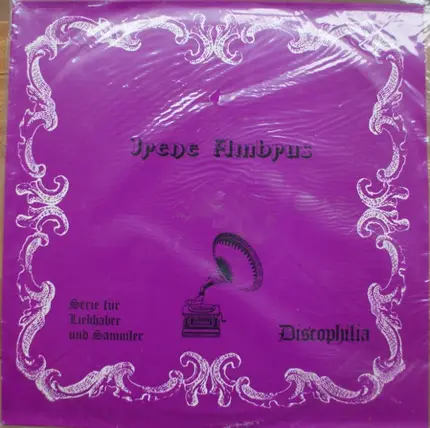 Irene Ambrus
Serie für
Liebhaber
und Sammler
Discophilia